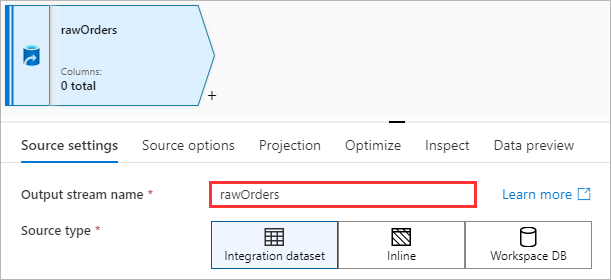 rawOrders
Columns:
0 total
+
Source settings Source options Projection Optimize Inspect Data preview
Output stream name * rawOrders Learn more
Source type * Integration dataset Inline Workspace DB